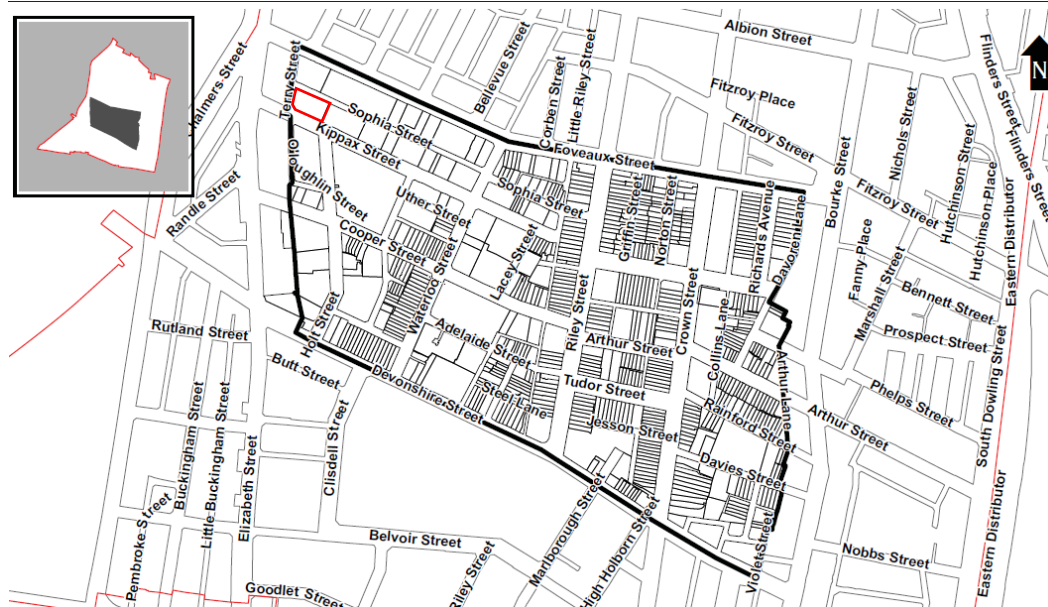 Albion Street
Flinders Street
N
Chalmers Street
Terry Street
Bellevue Street
Corben Street
Little Riley Street
Fitzroy Place
Fitzroy Street
Nichols Street
Hutchinson Street
Hutchinson Place
Flinders Street
Sophia Street
Kippax Street
Foveaux Street
Bourke Street
Fitzroy Street
Eastern Distributor
Randle Street
Uther Street
Sophia Street
Griffin Street
Norton Street
Richards Avenue
Davoren Lane
Fanny Place
Marshall Street
Cooper Street
Waterloo Street
Lacey Street
Riley Street
Crown Street
Collins Lane
Bennett Street
Prospect Street
Rutland Street
Holt Street
Adelaide Street
Arthur Street
Arthur Lane
Butt Street
Devonshire Street
Steel Lane
Tudor Street
Rainford Street
Arthur Street
Phelps Street
South Dowling Street
Buckingham Street
Little Buckingham Street
Elizabeth Street
Clisdell Street
Jesson Street
Davies Street
Pembroke Street
Belvoir Street
Marlborough Street
High Holborn Street
Violet Street
Nobbs Street
Eastern Distributor
Goodlet Street
Riley Street